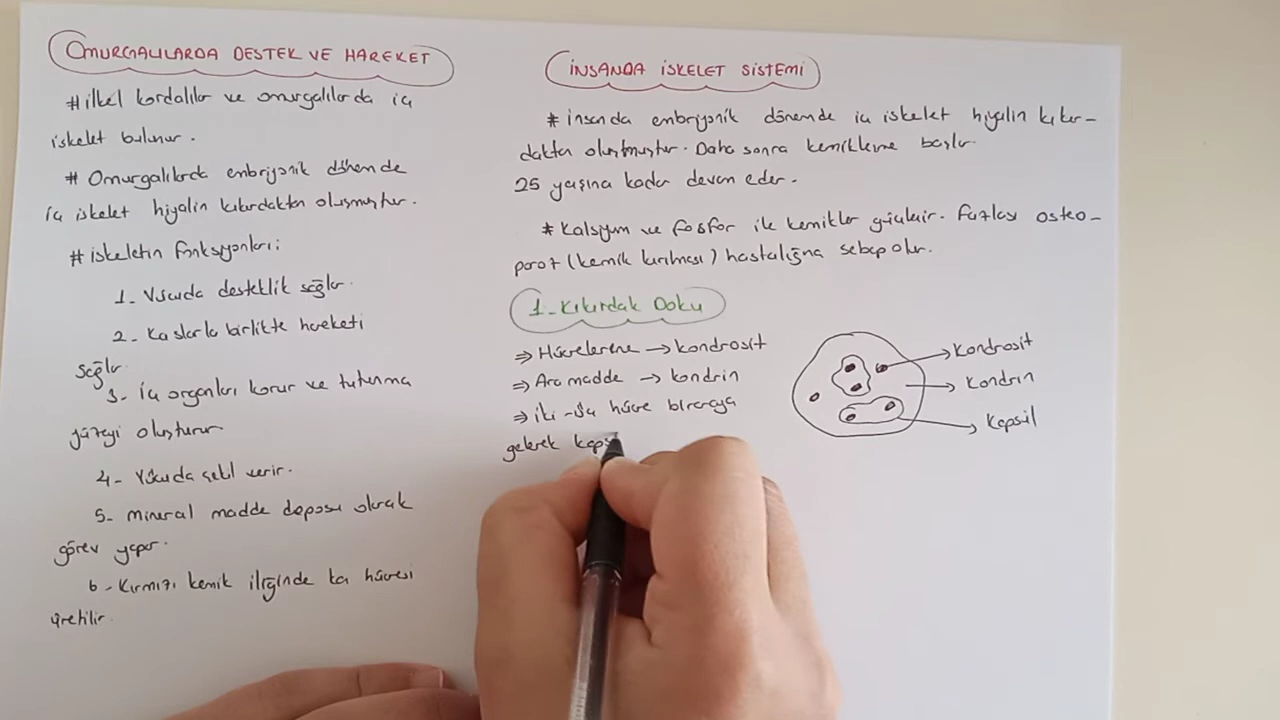 OMURGALILARDA DESTEK VE HAREKET
# ilkel kordalılar ve omurgalılarda iç
iskelet bulunur.
# Omurgalılarda embriyonik dönemde
iç iskelet hiyalin kıkırdaktan oluşmuştur.
# iskeletin fonksiyonları:
1- Vücuda desteklik sağlar.
2- Kaslarla birlikte hareketi
sağlar.
3- İç organları korur ve tutunma
yüzeyi oluşturur
4- Vücuda şekil verir.
5- Mineral madde deposu olarak
görev yapar.
6- Kırmızı kemik iliğinde kan hücresi
üretilir.
İNSANDA İSKELET SİSTEMİ
* insanda embriyonik dönemde iç iskelet hiyalin kıkır-
daktan oluşmuştur. Daha sonra kemikleşme başlar.
25 yaşına kadar devam eder.
* Kalsiyum ve fosfor ile kemikler güçlenir. Fazlası osteo-
porot (kemik kırılması) hastalığına sebep olur.
1- Kıkırdak Doku
⇒ Hücrelerine → kondrosit
⇒ Ara madde → kondrin
⇒ iki -üç hücre biraraya
gelerek kaps
Kondrosit
Kondrin
Kapsül